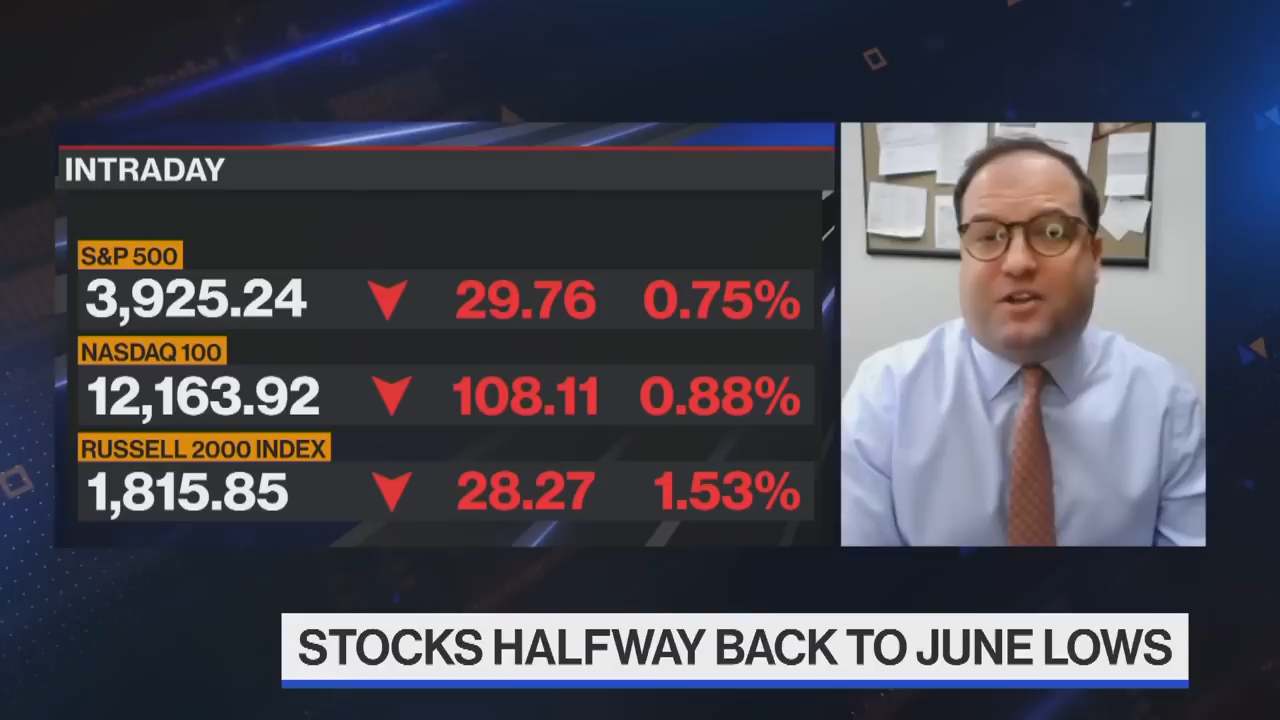 INTRADAY
S&P 500
3,925.24 29.76 0.75%
NASDAQ 100
12,163.92 108.11 0.88%
RUSSELL 2000 INDEX
1,815.85 28.27 1.53%
STOCKS HALFWAY BACK TO JUNE LOWS